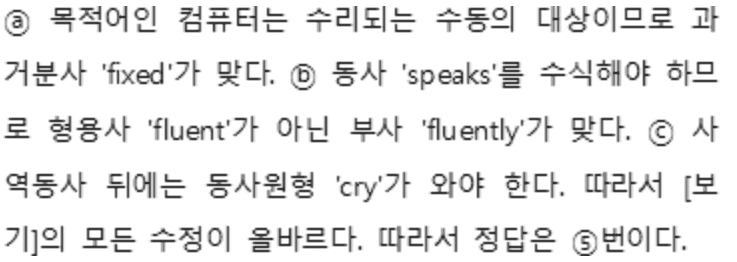 ⓐ 목적어인 컴퓨터는 수리되는 수동의 대상이므로 과
거분사 'fixed'가 맞다. ⓑ 동사 'speaks'를 수식해야 하므
로 형용사 'fluent'가 아닌 부사 'fluently'가 맞다. ⓒ 사
역동사 뒤에는 동사원형 'cry'가 와야 한다. 따라서 [보
기]의 모든 수정이 올바르다. 따라서 정답은 ⑤번이다.